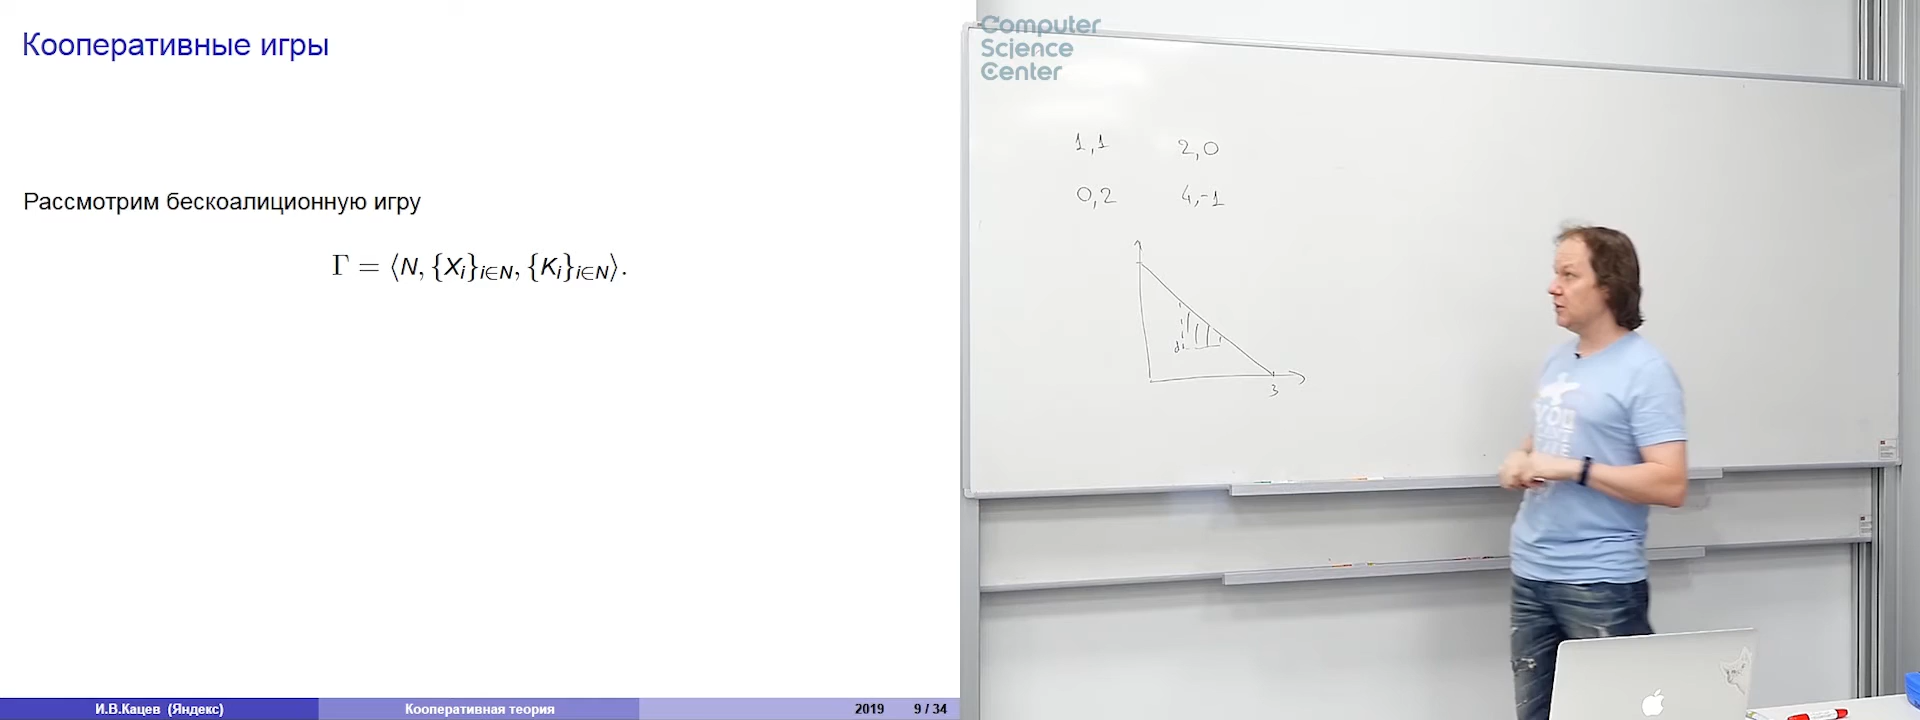 Кооперативные игры
Рассмотрим бескоалиционную игру
Γ = ⟨N, {X_i}_{i∈N}, {K_i}_{i∈N}⟩.
И.В.Кацев (Яндекс) Кооперативная теория 2019 9 / 34
Computer
Science
Center
1,1 2,0
0,2 4,-1
d
3
YOU